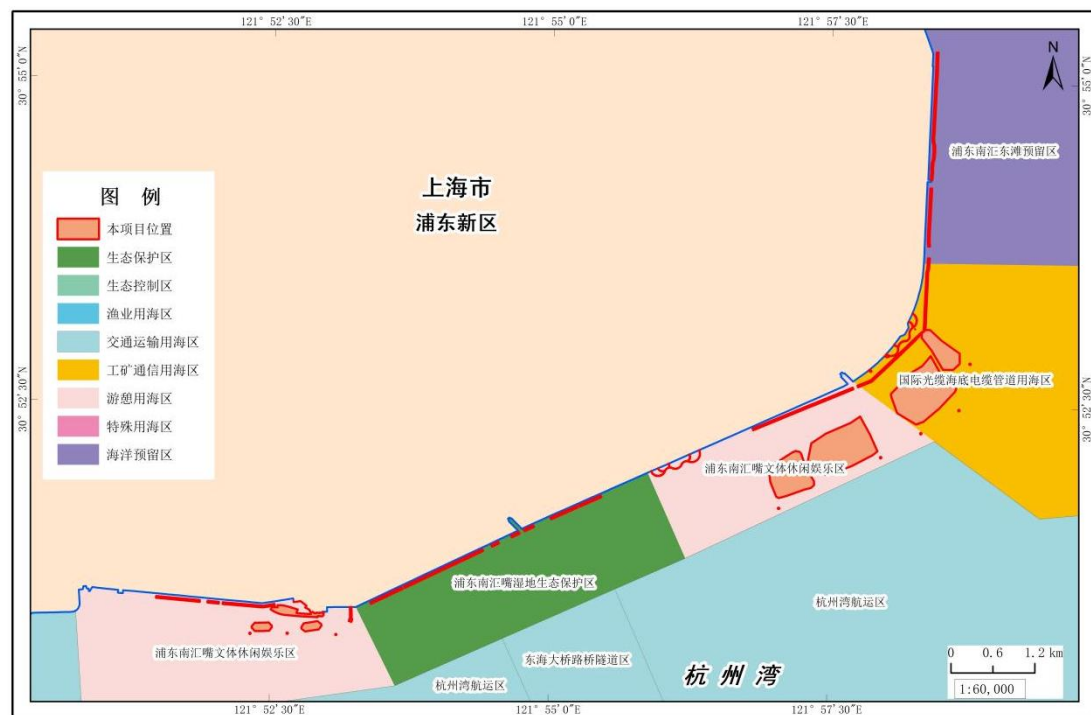 121° 52′30″E
121° 55′0″E
121° 57′30″E
30° 55′0″N
30° 55′0″N
N
浦东南汇东滩预留区
上海市
浦东新区
图 例
本项目位置
生态保护区
生态控制区
渔业用海区
交通运输用海区
工矿通信用海区
游憩用海区
特殊用海区
海洋预留区
30° 52′30″N
30° 52′30″N
国际光缆海底电缆管道用海区
浦东南汇嘴文体休闲娱乐区
浦东南汇嘴湿地生态保护区
杭州湾航运区
浦东南汇嘴文体休闲娱乐区
东海大桥路桥隧道区
杭州湾航运区
杭 州 湾
0 0.6 1.2 km
1:60,000
121° 52′30″E
121° 55′0″E
121° 57′30″E